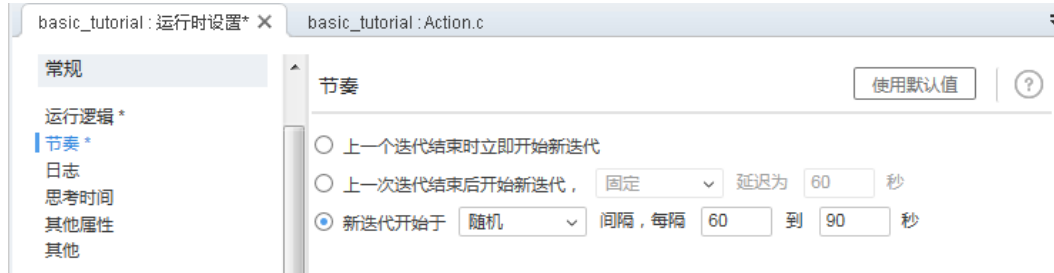 basic_tutorial : 运行时设置* × basic_tutorial : Action.c
常规
节奏 使用默认值 ?
运行逻辑 *
节奏 *
日志
思考时间
其他属性
其他
上一个迭代结束时立即开始新迭代
上一次迭代结束后开始新迭代， 固定 延迟为 60 秒
新迭代开始于 随机 间隔，每隔 60 到 90 秒